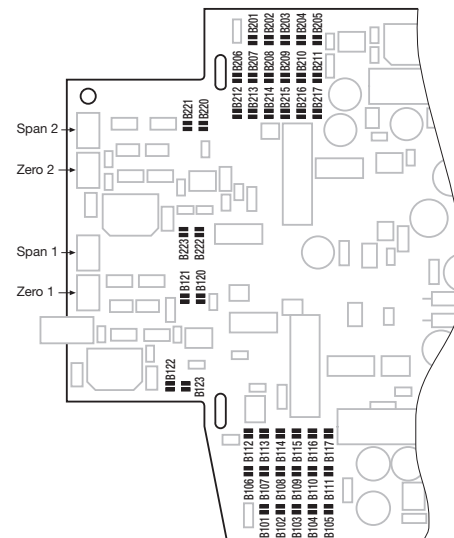 B201 B202 B203 B204 B205
B206 B207 B208 B209 B210 B211
B212 B213 B214 B215 B216 B217
B221 B220
Span 2
Zero 2
B223 B222
Span 1
B121 B120
Zero 1
B122 B123
B112 B113 B114 B115 B116 B117
B106 B107 B108 B109 B110 B111
B101 B102 B103 B104 B105